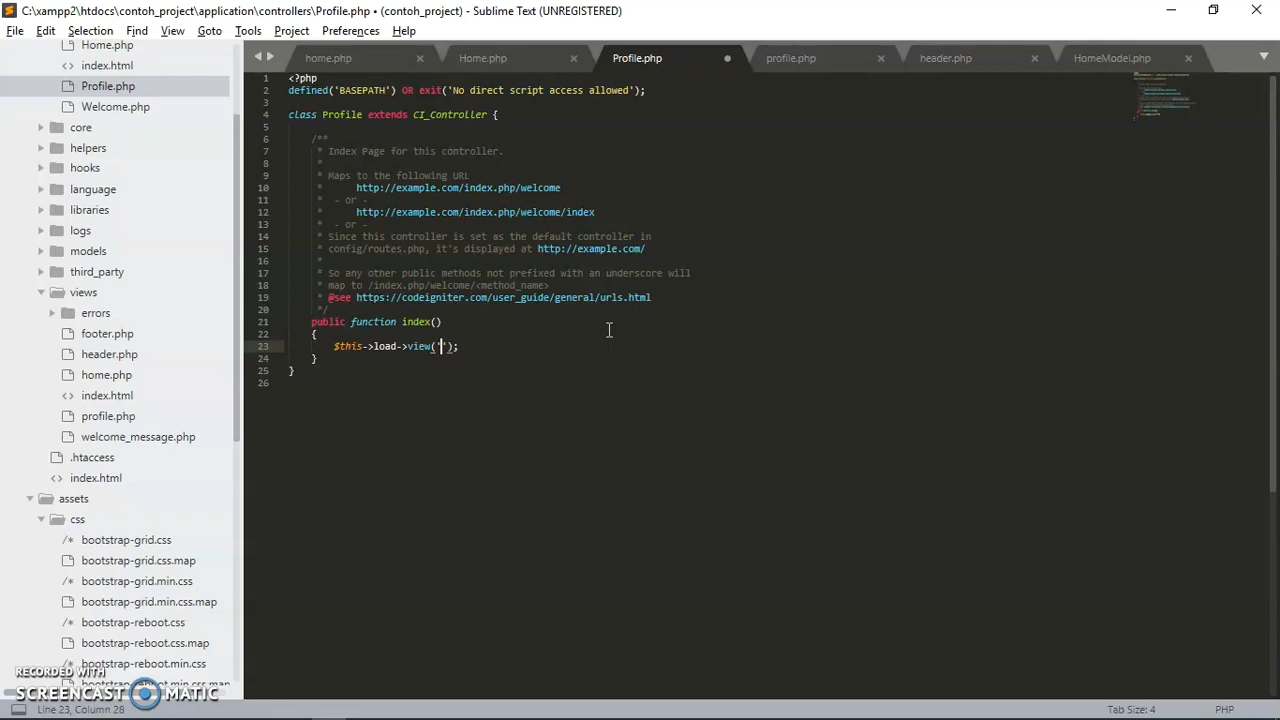 C:\xampp2\htdocs\contoh_project\application\controllers\Profile.php • (contoh_project) - Sublime Text (UNREGISTERED)
File Edit Selection Find View Goto Tools Project Preferences Help
Home.php
index.html
Profile.php
Welcome.php
core
helpers
hooks
language
libraries
logs
models
third_party
views
errors
footer.php
header.php
home.php
index.html
profile.php
welcome_message.php
.htaccess
index.html
assets
css
bootstrap-grid.css
bootstrap-grid.css.map
bootstrap-grid.min.css
bootstrap-grid.min.css.map
bootstrap-reboot.css
bootstrap-reboot.css.map
bootstrap-reboot.min.css
home.php Home.php Profile.php profile.php header.php HomeModel.php
1 <?php
2 defined('BASEPATH') OR exit('No direct script access allowed');
3
4 class Profile extends CI_Controller {
5
6 /**
7 * Index Page for this controller.
8 *
9 * Maps to the following URL
10 * http://example.com/index.php/welcome
11 * - or -
12 * http://example.com/index.php/welcome/index
13 * - or -
14 * Since this controller is set as the default controller in
15 * config/routes.php, it's displayed at http://example.com/
16 *
17 * So any other public methods not prefixed with an underscore will
18 * map to /index.php/welcome/<method_name>
19 * @see https://codeigniter.com/user_guide/general/urls.html
20 */
21 public function index()
22 {
23 $this->load->view('');
24 }
25 }
26
RECORDED WITH
SCREENCAST MATIC
Line 23, Column 28 Tab Size: 4 PHP